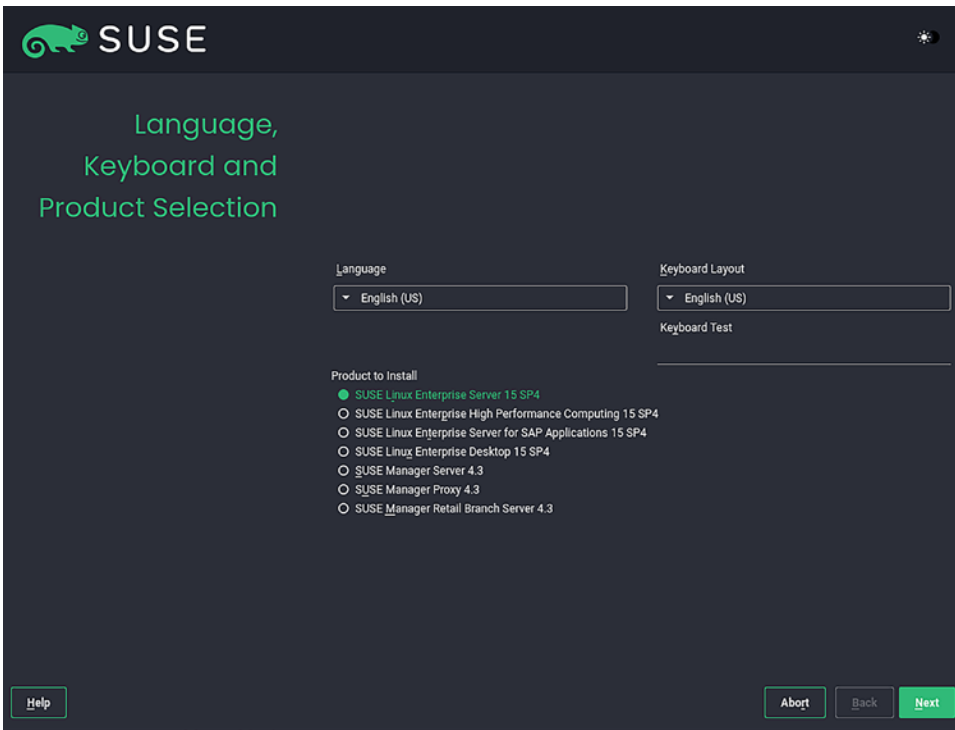 SUSE
Language,
Keyboard and
Product Selection
Language
Keyboard Layout
English (US)
English (US)
Keyboard Test
Product to Install
SUSE Linux Enterprise Server 15 SP4
SUSE Linux Enterprise High Performance Computing 15 SP4
SUSE Linux Enterprise Server for SAP Applications 15 SP4
SUSE Linux Enterprise Desktop 15 SP4
SUSE Manager Server 4.3
SUSE Manager Proxy 4.3
SUSE Manager Retail Branch Server 4.3
Help
Abort
Back
Next